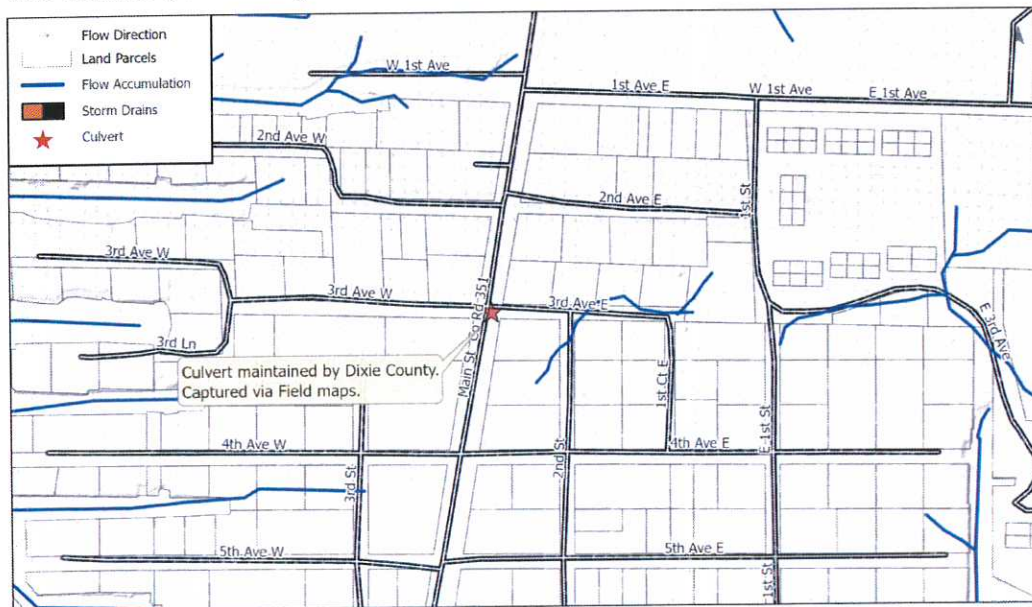 Flow Direction
Land Parcels
Flow Accumulation
Storm Drains
Culvert
W 1st Ave
1st Ave E
W 1st Ave
E 1st Ave
2nd Ave W
1st St
2nd Ave E
3rd Ave W
3rd Ave W
Main St Co Rd 351
3rd Ave E
E 3rd Ave
3rd Ln
Culvert maintained by Dixie County.
Captured via Field maps.
1st Ct E
E 1st St
4th Ave W
4th Ave E
3rd St
2nd St
5th Ave W
5th Ave E
1st St